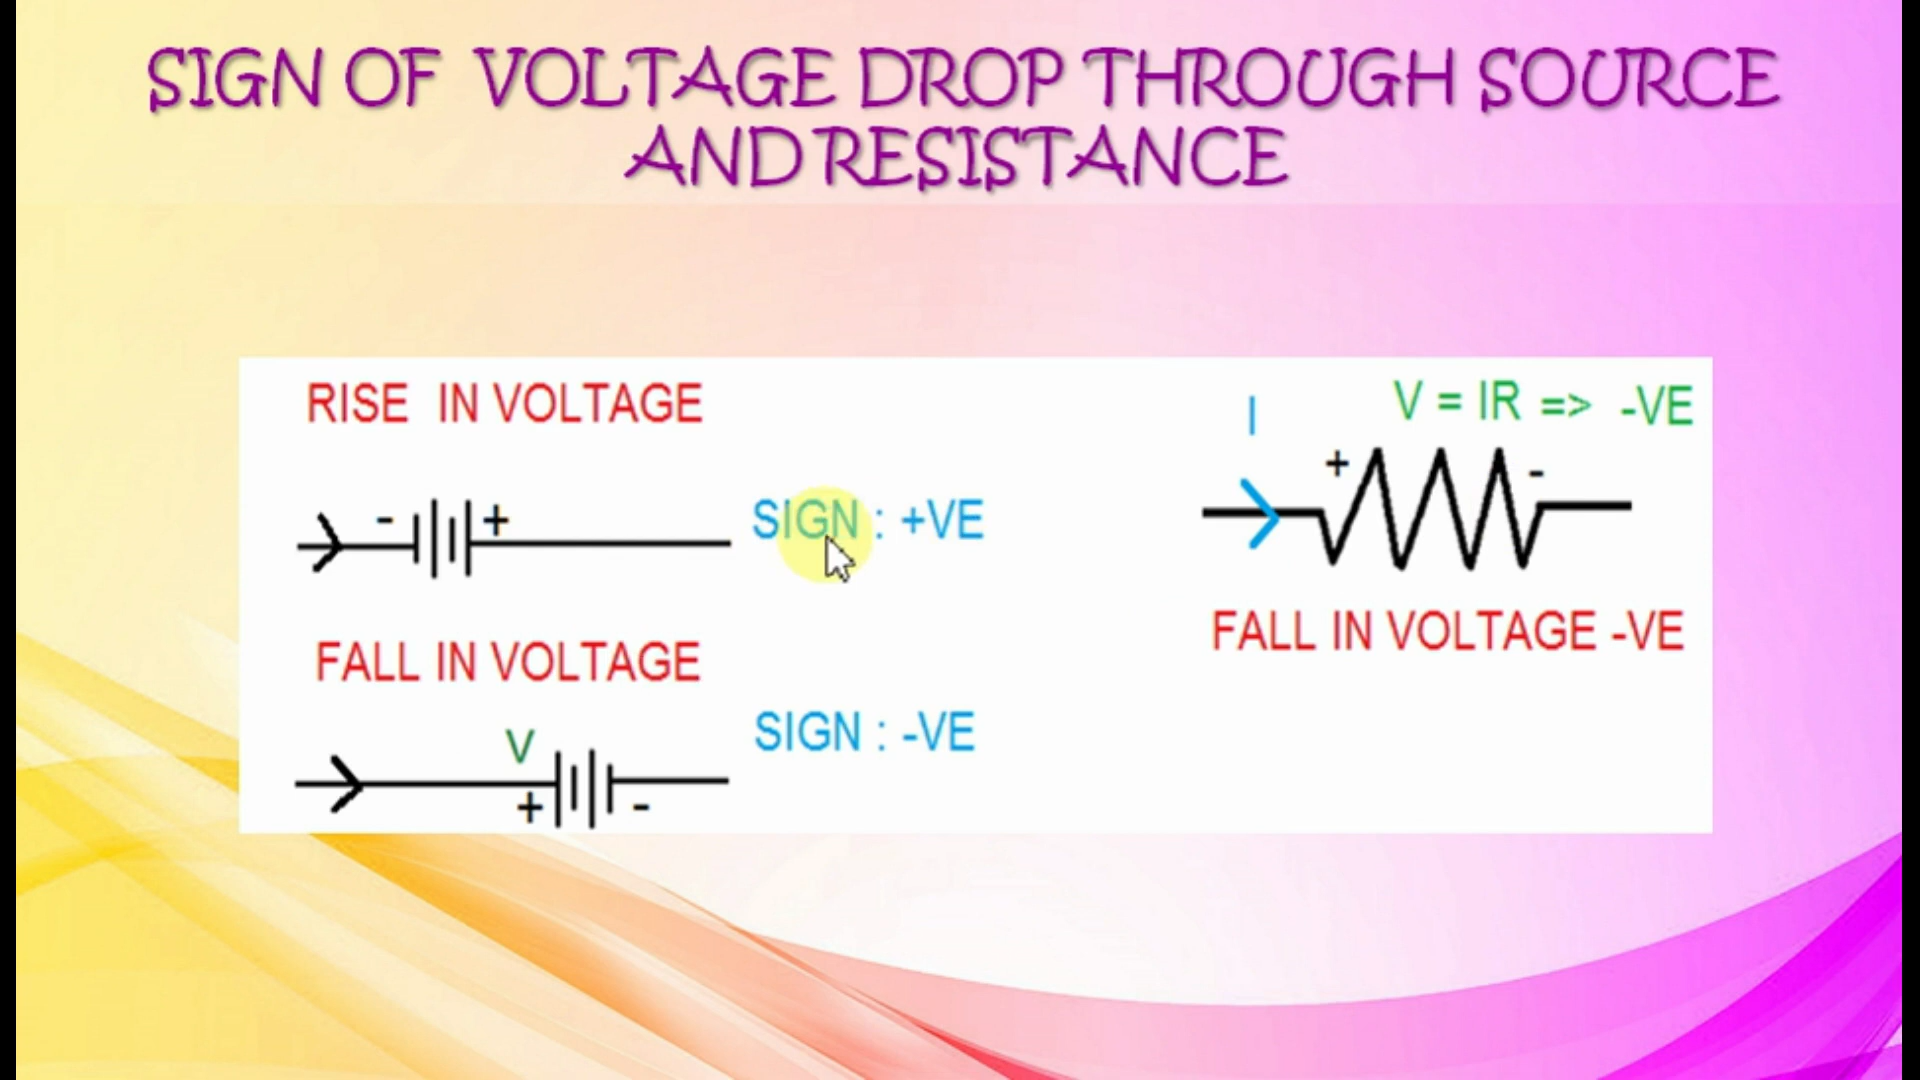 SIGN OF VOLTAGE DROP THROUGH SOURCE
AND RESISTANCE
RISE IN VOLTAGE
- +
SIGN : +VE
FALL IN VOLTAGE
V
+ -
SIGN : -VE
I
V = IR => -VE
+ -
FALL IN VOLTAGE -VE